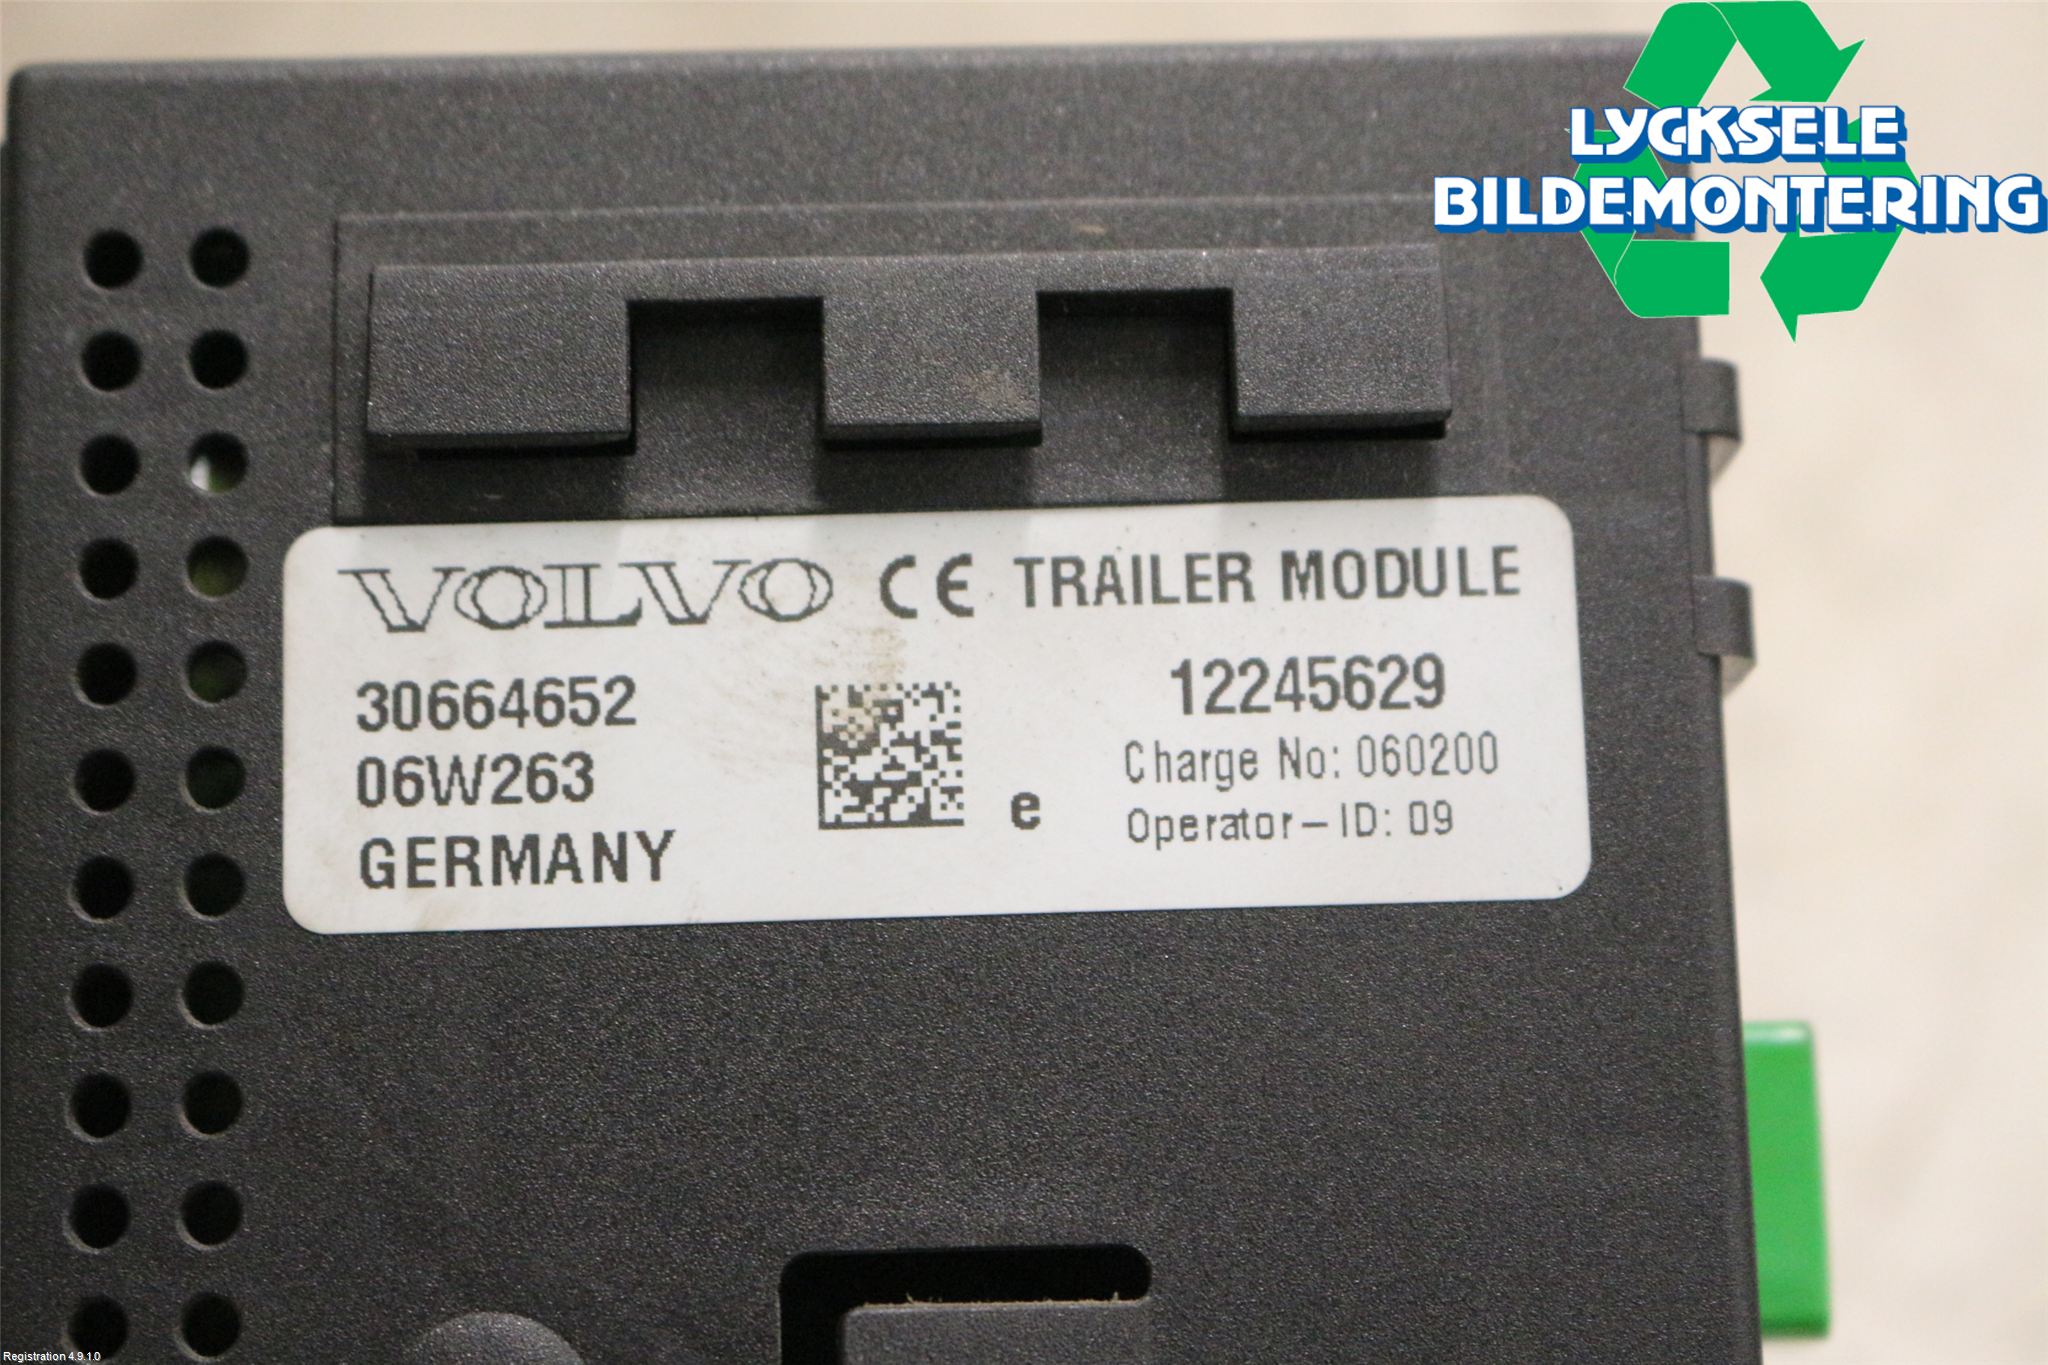 LYCKSELE
BILDEMONTERING
VOLVO CE TRAILER MODULE
30664652
12245629
06W263
Charge No: 060200
GERMANY
e
Operator-ID: 09
Registration 4.9.1.0